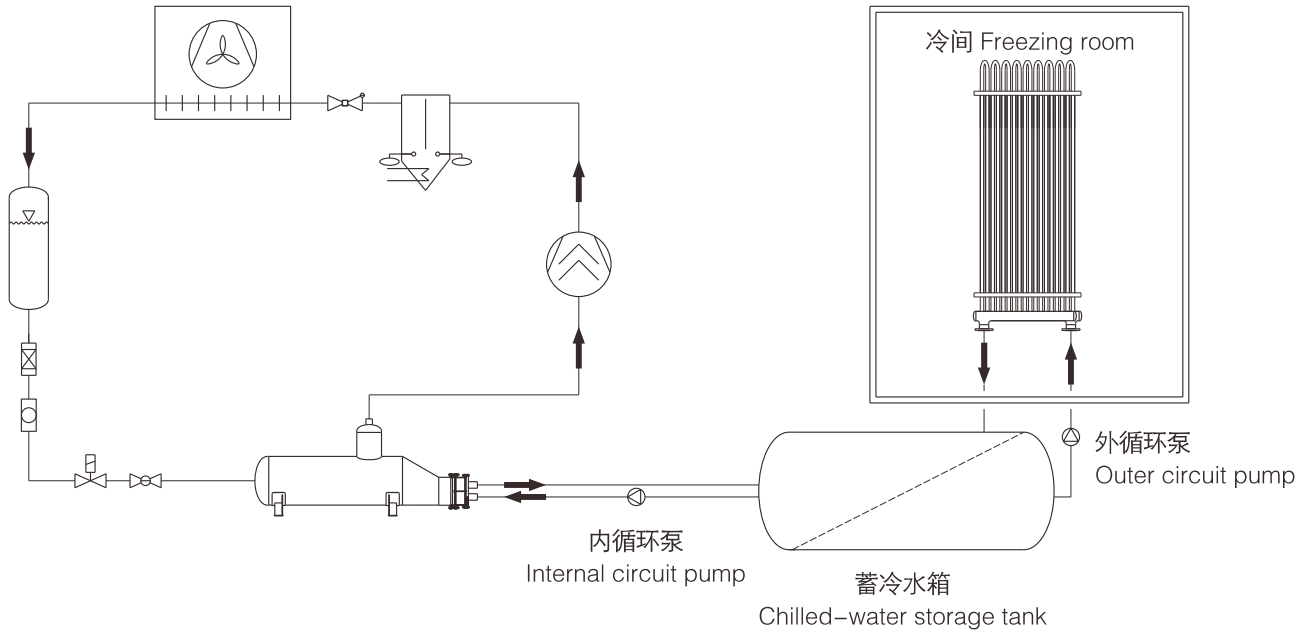 冷间 Freezing room
外循环泵
Outer circuit pump
内循环泵
Internal circuit pump
蓄冷水箱
Chilled–water storage tank